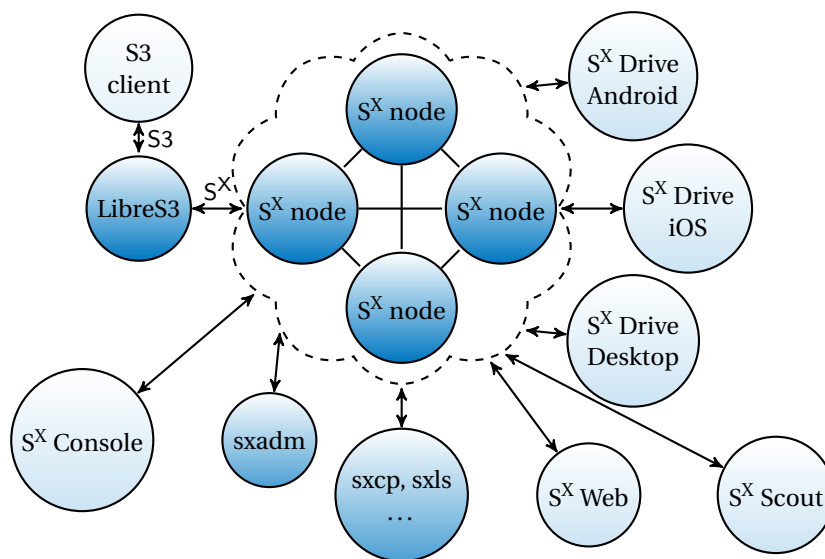 S3
client
S3
LibreS3
S^X
S^X node
S^X node
S^X node
S^X node
S^X Drive
Android
S^X Drive
iOS
S^X Drive
Desktop
S^X Console
sxadm
sxcp, sxls
...
S^X Web
S^X Scout